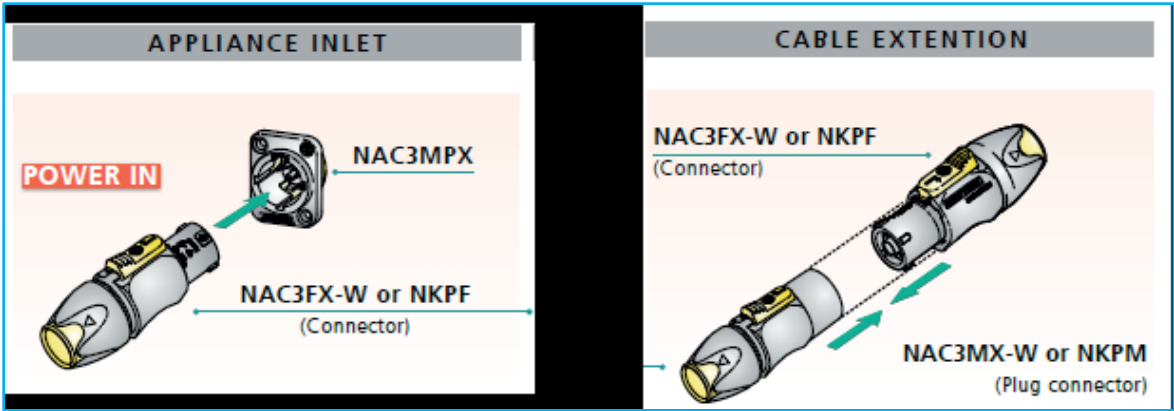 APPLIANCE INLET
POWER IN
NAC3MPX
NAC3FX-W or NKPF
(Connector)
CABLE EXTENTION
NAC3FX-W or NKPF
(Connector)
NAC3MX-W or NKPM
(Plug connector)